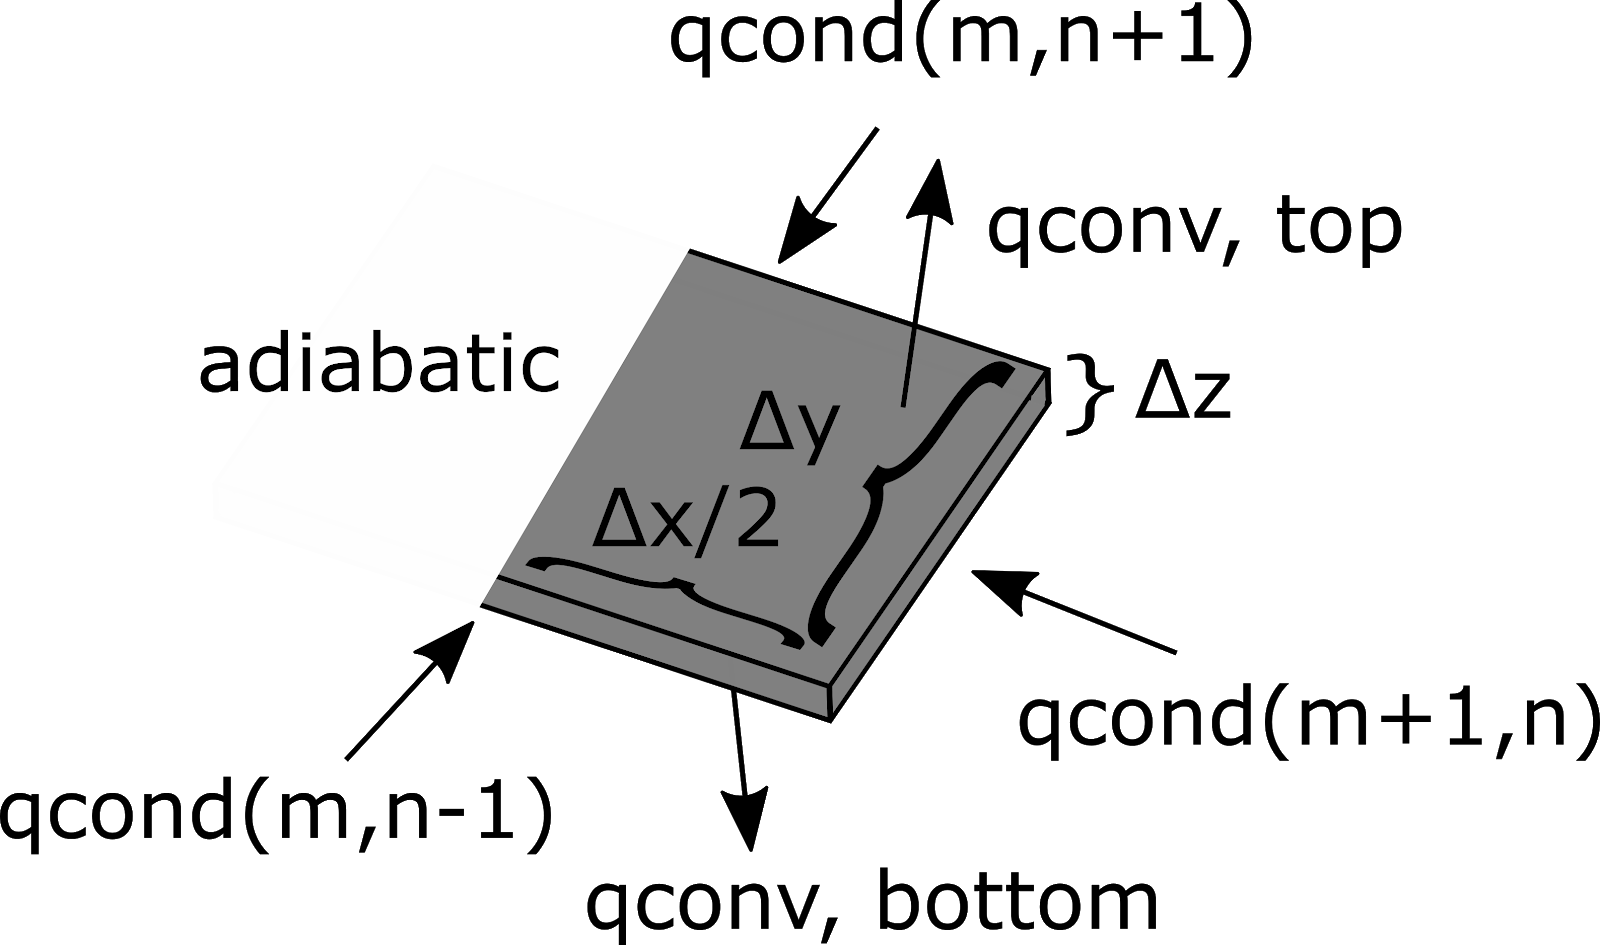 qcond(m,n+1)
qconv, top
adiabatic
} Δz
Δy
Δx/2
qcond(m+1,n)
qcond(m,n-1)
qconv, bottom